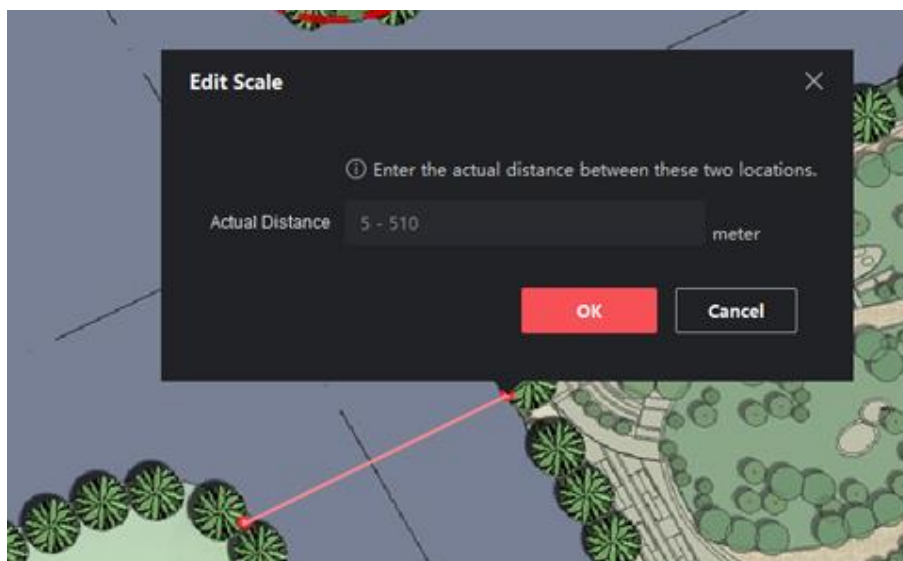 Edit Scale
Enter the actual distance between these two locations.
Actual Distance 5 - 510 meter
OK Cancel